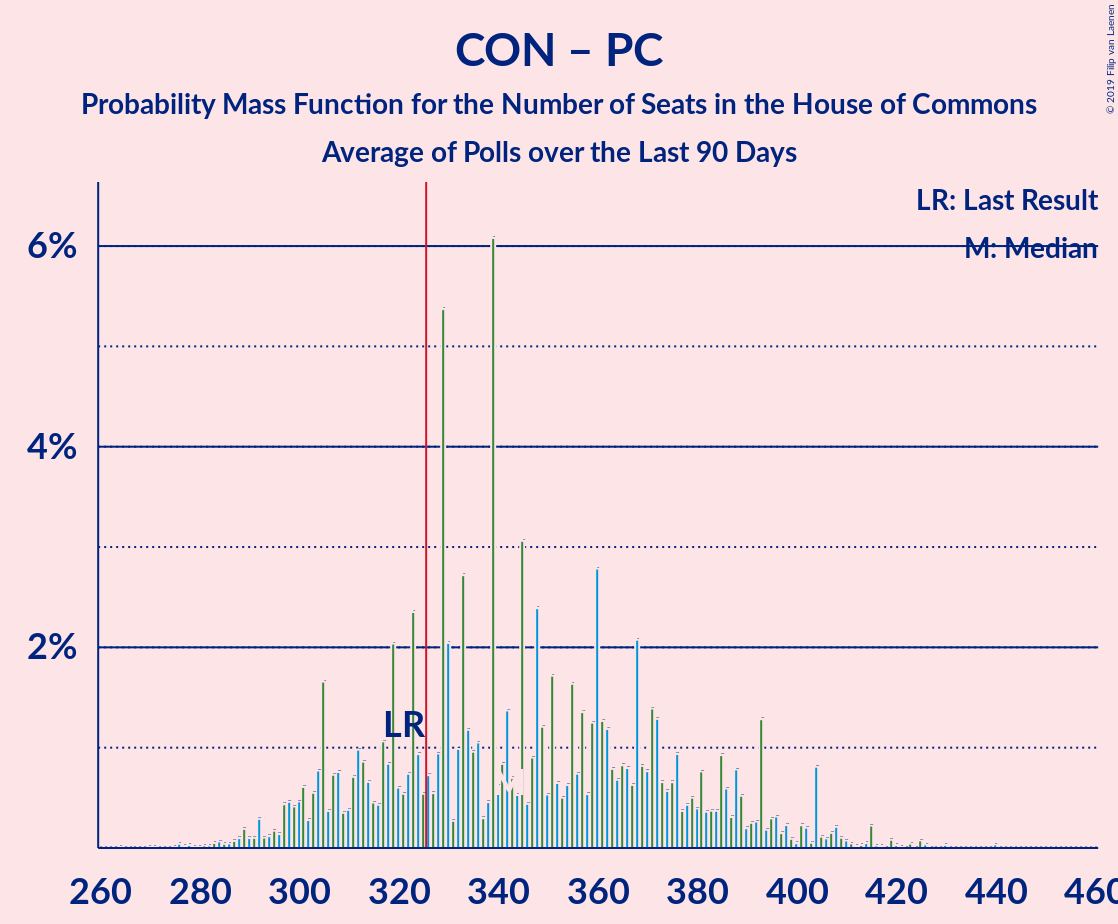 CON – PC
Probability Mass Function for the Number of Seats in the House of Commons
Average of Polls over the Last 90 Days
© 2019 Filip van Laenen
LR: Last Result
M: Median
6%
4%
2%
LR
260 280 300 320 340 360 380 400 420 440 460